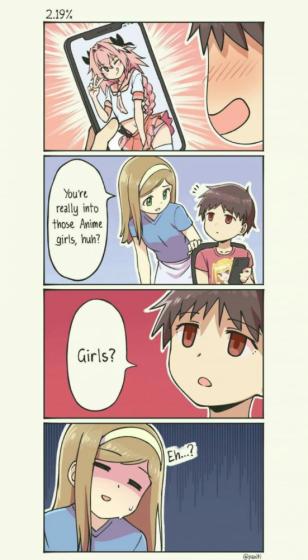 2.19%
You're
really into
those Anime
girls, huh?
Girls?
Eh...?